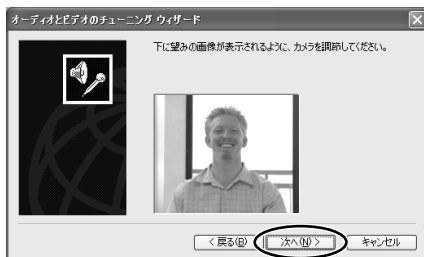 オーディオとビデオのチューニング ウィザード
下に望みの画像が表示されるように、カメラを調節してください。
< 戻る(B)
次へ(N) >
キャンセル